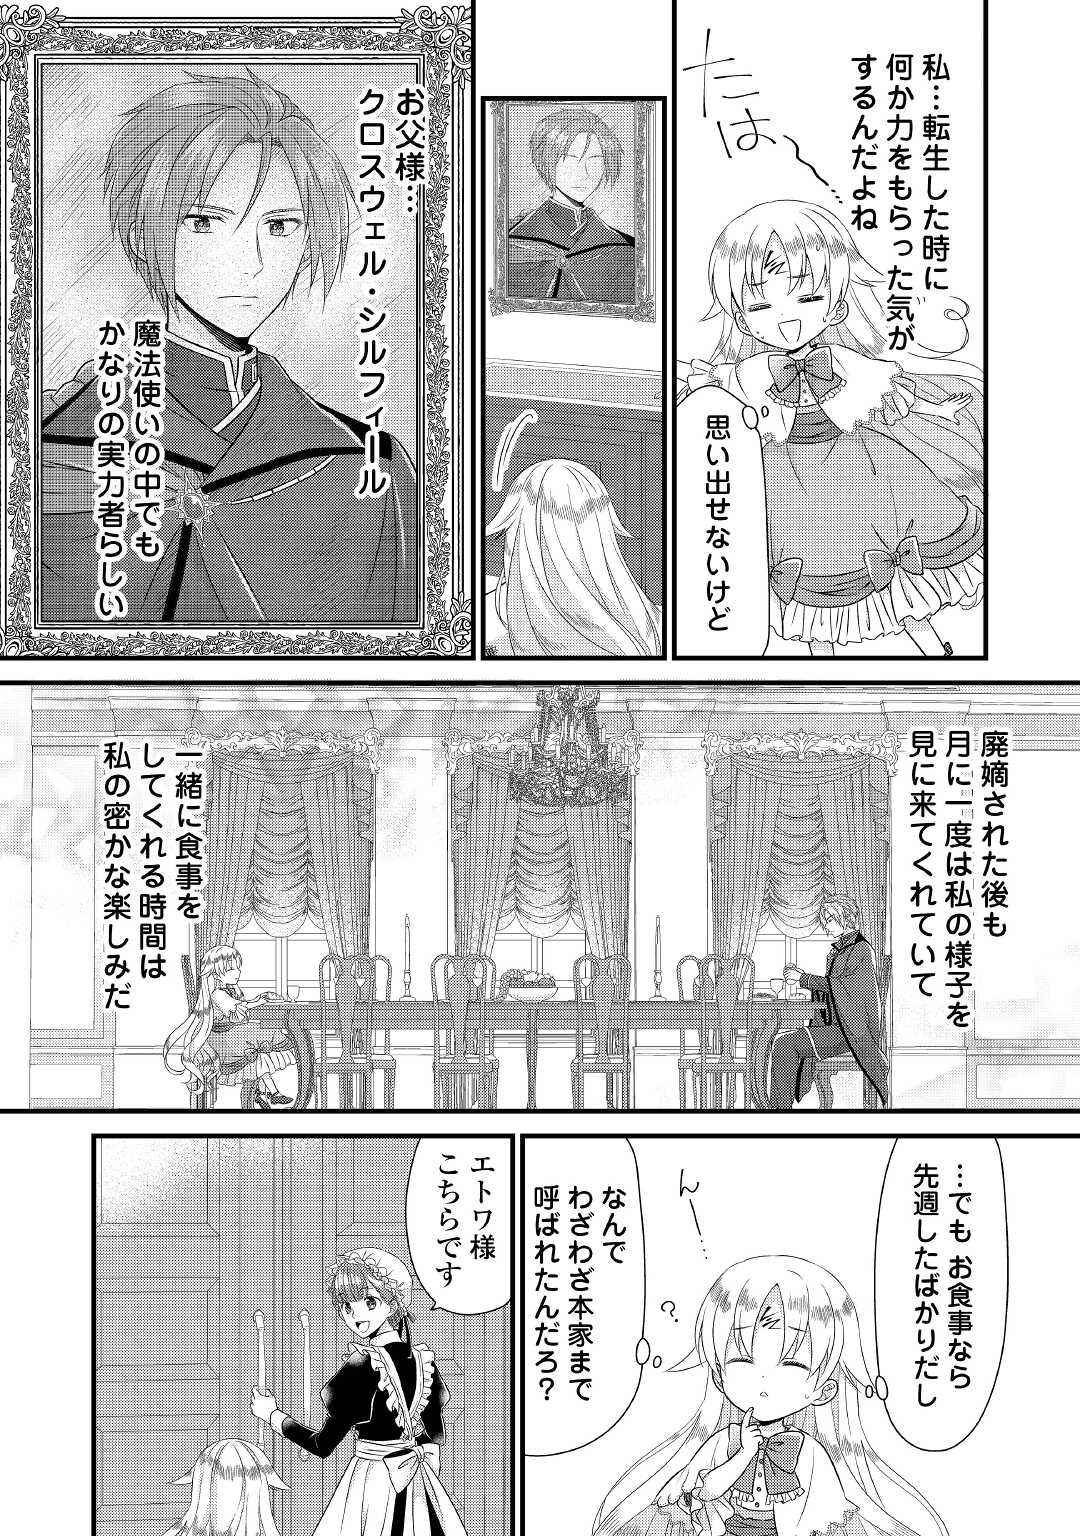 私…転生した時に
何か力をもらった気が
するんだよね
たは〜
思い出せないけど
お父様…
クロスウェル・シルフィール
魔法使いの中でも
かなりの実力者らしい
廃嫡された後も
月に一度は私の様子を
見に来てくれていて
一緒に食事を
してくれる時間は
私の密かな楽しみだ
…でも お食事なら
先週したばかりだし
んー
?
なんで
わざわざ本家まで
呼ばれたんだろ?
エトワ様
こちらです